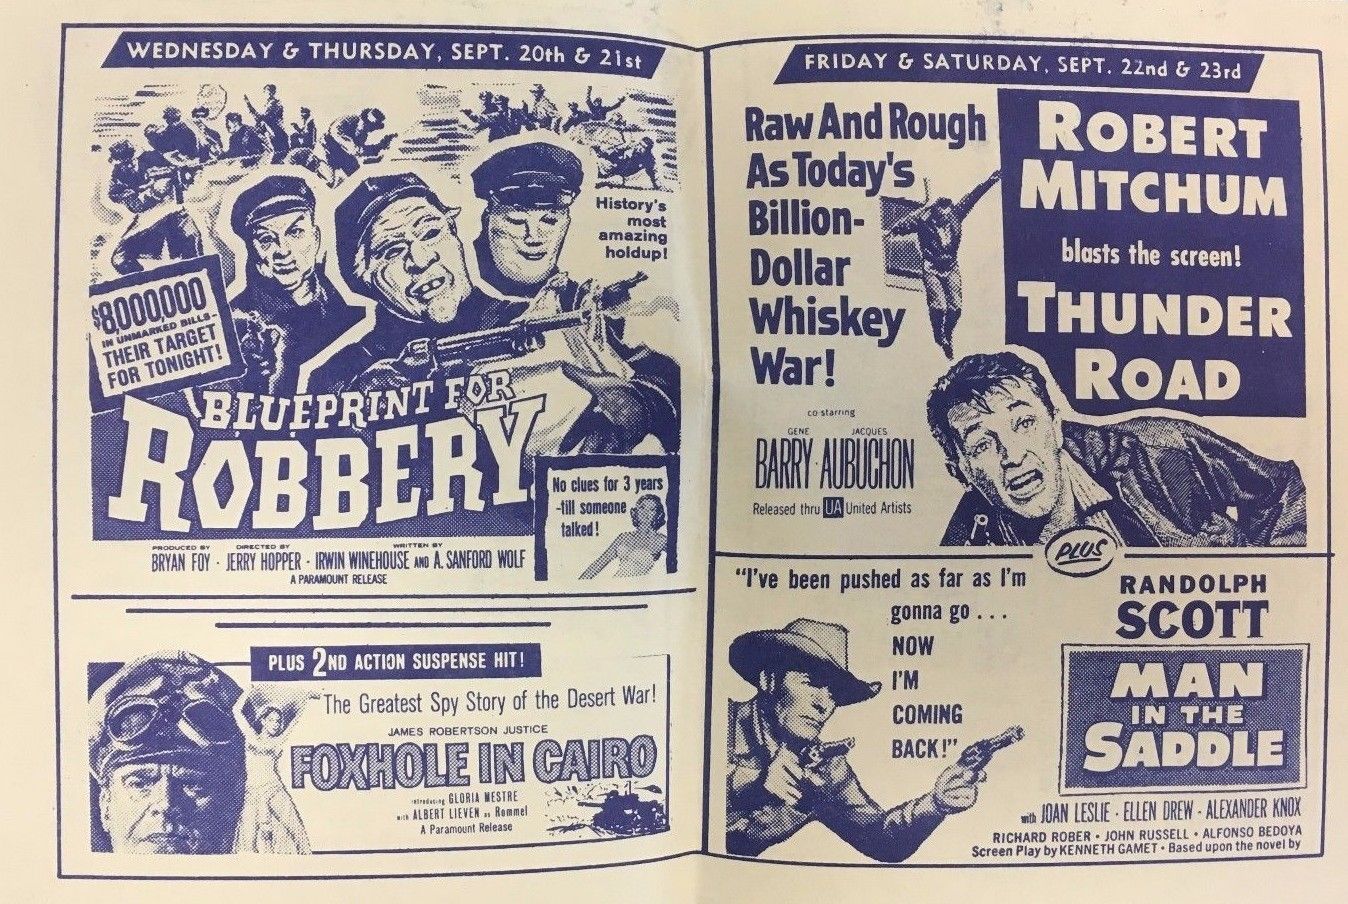 WEDNESDAY & THURSDAY, SEPT. 20th & 21st
History's
most
amazing
holdup!
$8,000,000
IN UNMARKED BILLS-
THEIR TARGET
FOR TONIGHT!
BLUEPRINT FOR
ROBBERY
No clues for 3 years
-till someone
talked!
PRODUCED BY DIRECTED BY WRITTEN BY
BRYAN FOY · JERRY HOPPER · IRWIN WINEHOUSE AND A. SANFORD WOLF
A PARAMOUNT RELEASE
PLUS 2ND ACTION SUSPENSE HIT!
The Greatest Spy Story of the Desert War!
JAMES ROBERTSON JUSTICE
FOXHOLE IN CAIRO
introducing GLORIA MESTRE
with ALBERT LIEVEN as Rommel
A Paramount Release
FRIDAY & SATURDAY, SEPT. 22nd & 23rd
Raw And Rough
As Today's
Billion-
Dollar
Whiskey
War!
ROBERT
MITCHUM
blasts the screen!
THUNDER
ROAD
co starring
GENE JACQUES
BARRY · AUBUCHON
Released thru UA United Artists
PLUS
"I've been pushed as far as I'm
gonna go . . .
NOW
I'M
COMING
BACK!"
RANDOLPH
SCOTT
MAN
IN THE
SADDLE
with JOAN LESLIE · ELLEN DREW · ALEXANDER KNOX
RICHARD ROBER • JOHN RUSSELL • ALFONSO BEDOYA
Screen Play by KENNETH GAMET • Based upon the novel by